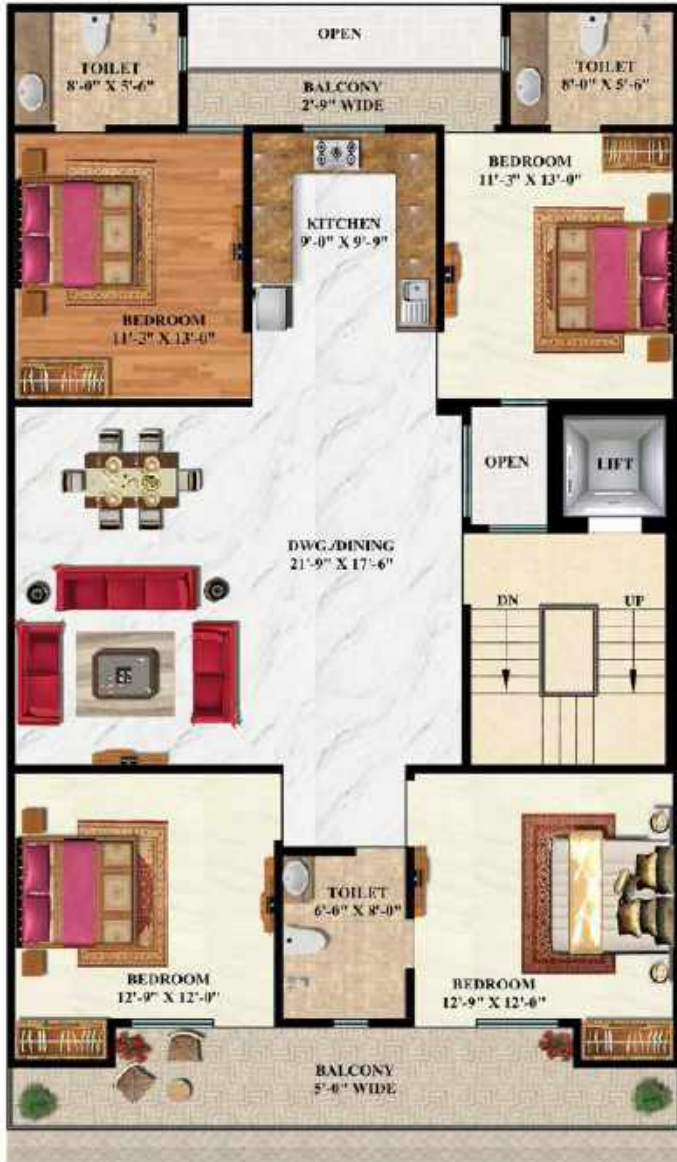 OPEN
TOILET
8'-0" X 5'-6"
TOILET
8'-0" X 5'-6"
BALCONY
2'-9" WIDE
BEDROOM
11'-3" X 13'-0"
KITCHEN
9'-0" X 9'-9"
BEDROOM
11'-3" X 13'-0"
OPEN
LIFT
DWG./DINING
21'-9" X 17'-6"
DN
UP
TOILET
6'-0" X 8'-0"
BEDROOM
12'-9" X 12'-0"
BEDROOM
12'-9" X 12'-0"
BALCONY
5'-0" WIDE